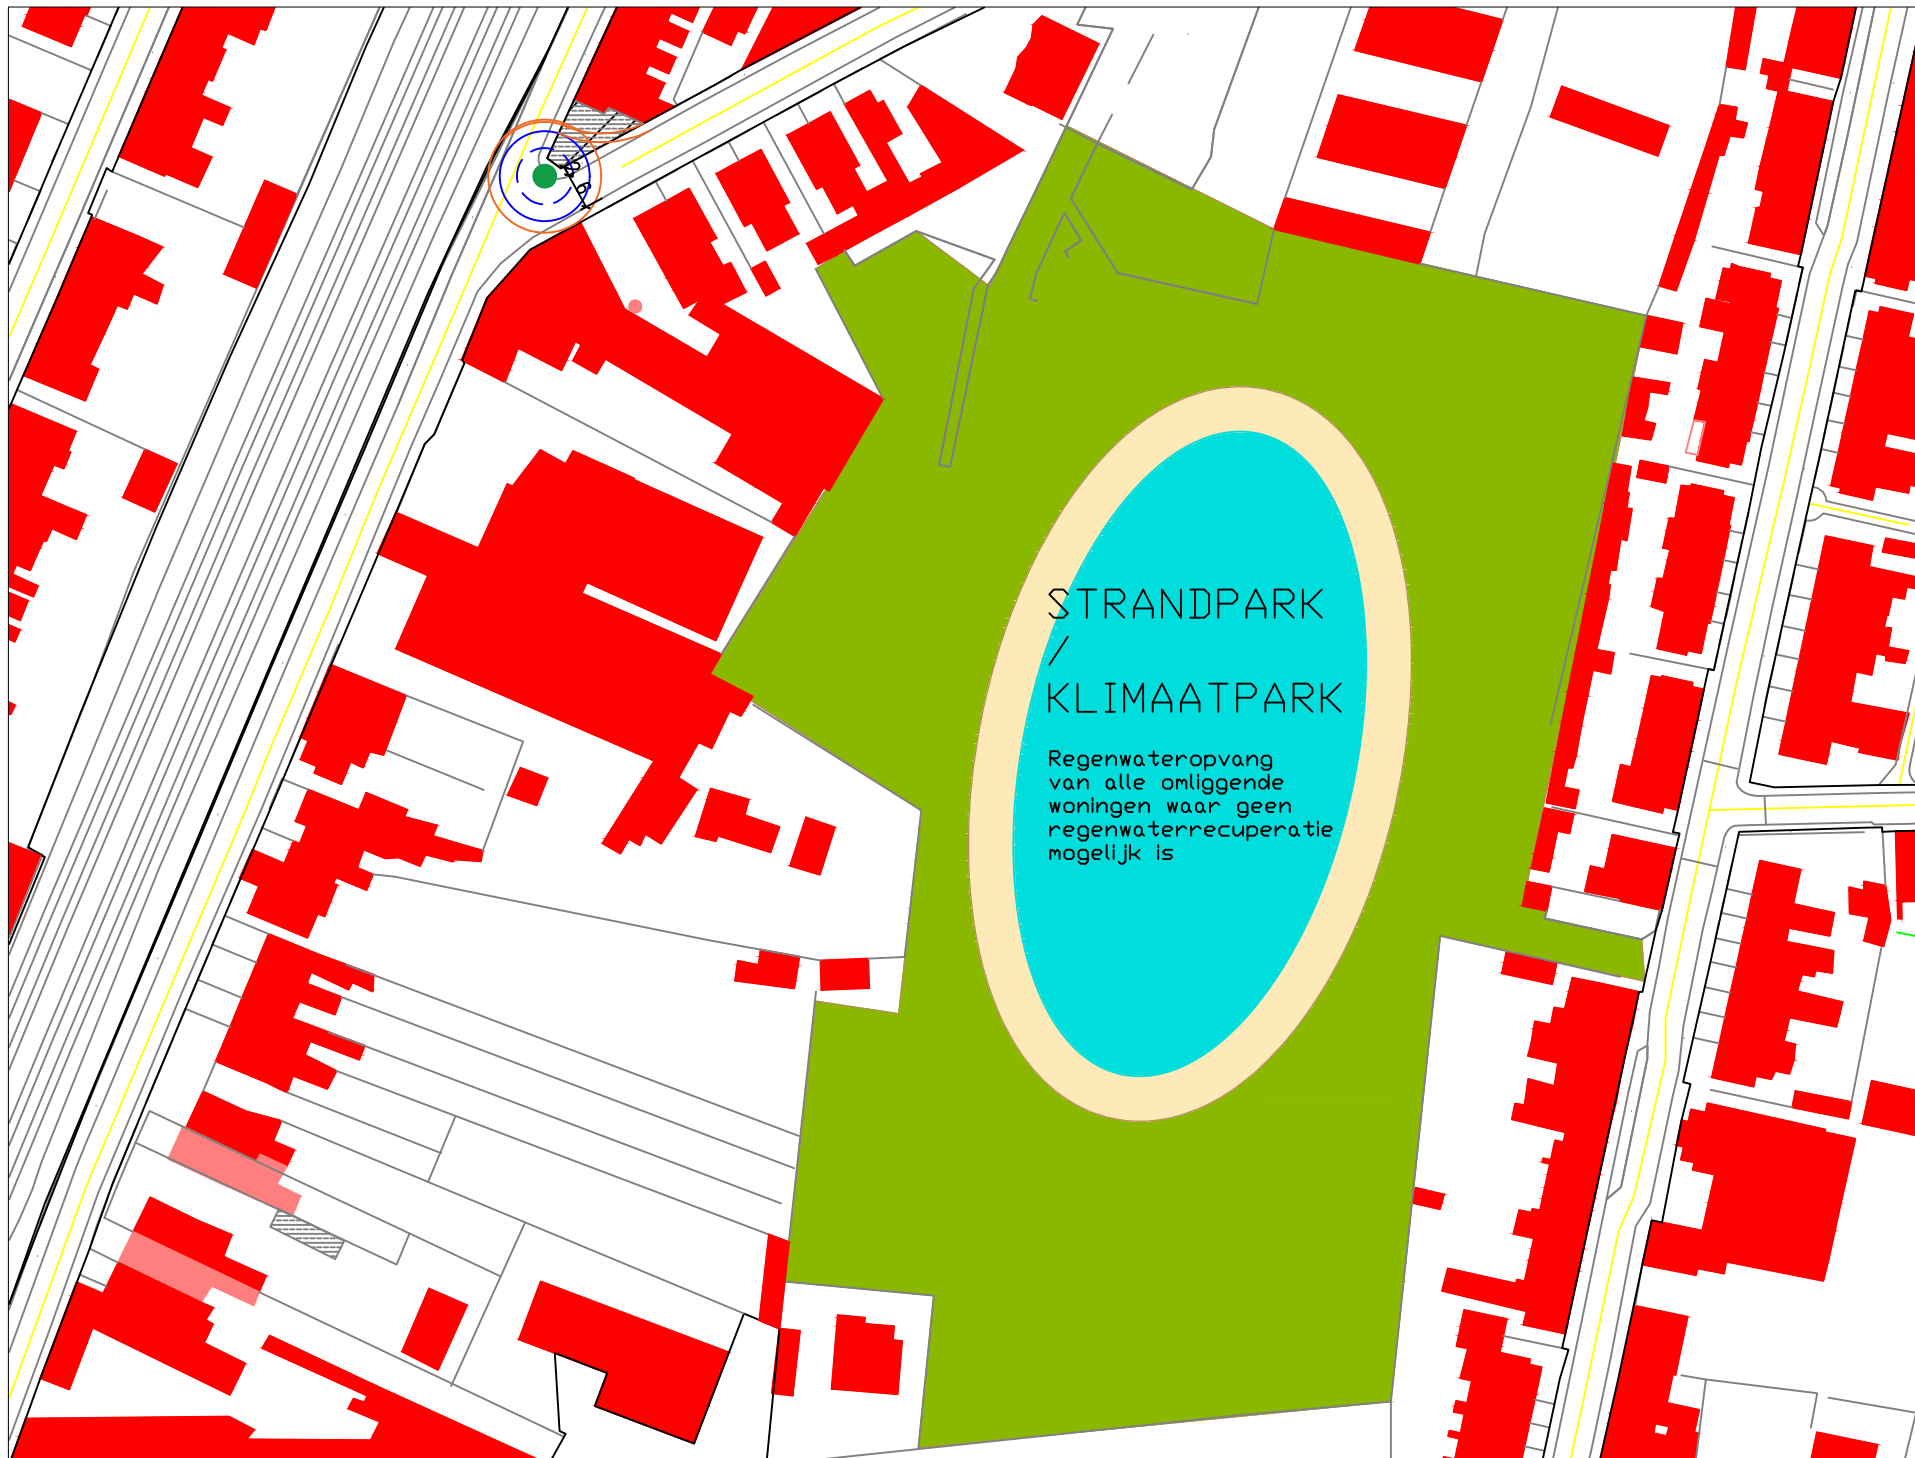 STRANDPARK
/
KLIMAATPARK
Regenwateropvang
van alle omliggende
woningen waar geen
regenwaterrecuperatie
mogelijk is